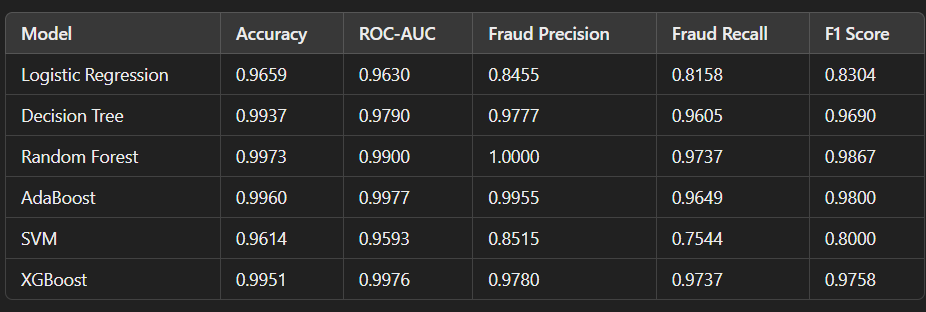 Model Accuracy ROC-AUC Fraud Precision Fraud Recall F1 Score
Logistic Regression 0.9659 0.9630 0.8455 0.8158 0.8304
Decision Tree 0.9937 0.9790 0.9777 0.9605 0.9690
Random Forest 0.9973 0.9900 1.0000 0.9737 0.9867
AdaBoost 0.9960 0.9977 0.9955 0.9649 0.9800
SVM 0.9614 0.9593 0.8515 0.7544 0.8000
XGBoost 0.9951 0.9976 0.9780 0.9737 0.9758